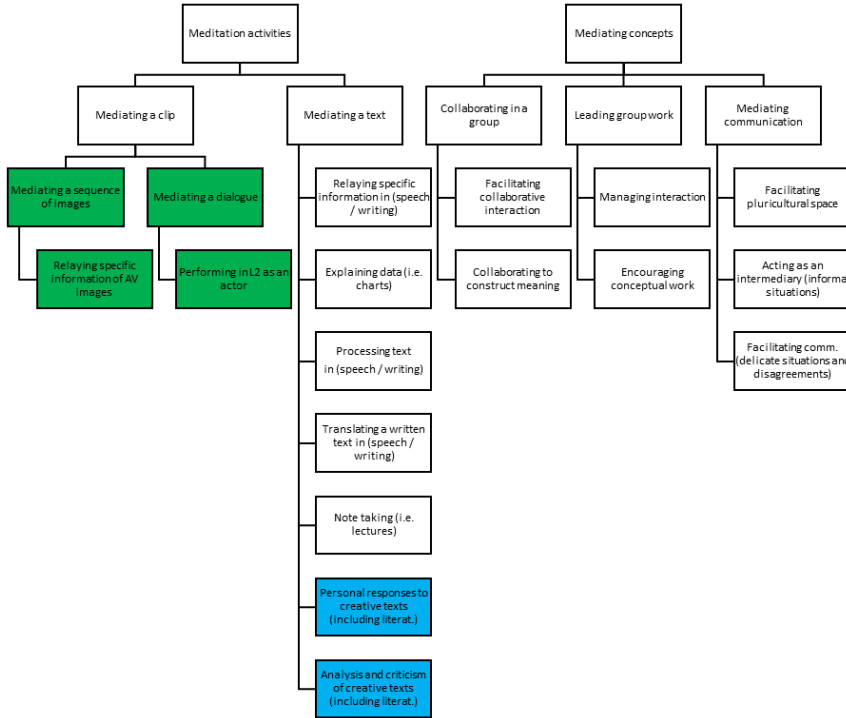 Meditation activities
Mediating concepts
Mediating a clip
Mediating a text
Collaborating in a
group
Leading group work
Mediating
communication
Mediating a sequence
of images
Mediating a dialogue
Relaying specific
information in (speech
/ writing)
Facilitating
collaborative
interaction
Managing interaction
Facilitating
pluricultural space
Relaying specific
information of AV
images
Performing in L2 as an
actor
Explaining data (i.e.
charts)
Collaborating to
construct meaning
Encouraging
conceptual work
Acting as an
intermediary (informa
situations)
Processing text
in (speech / writing)
Facilitating comm.
(delicate situations and
disagreements)
Translating a written
text in (speech /
writing)
Note taking (i.e.
lectures)
Personal responses to
creative texts
(including literat.)
Analysis and criticism
of creative texts
(including literat.)